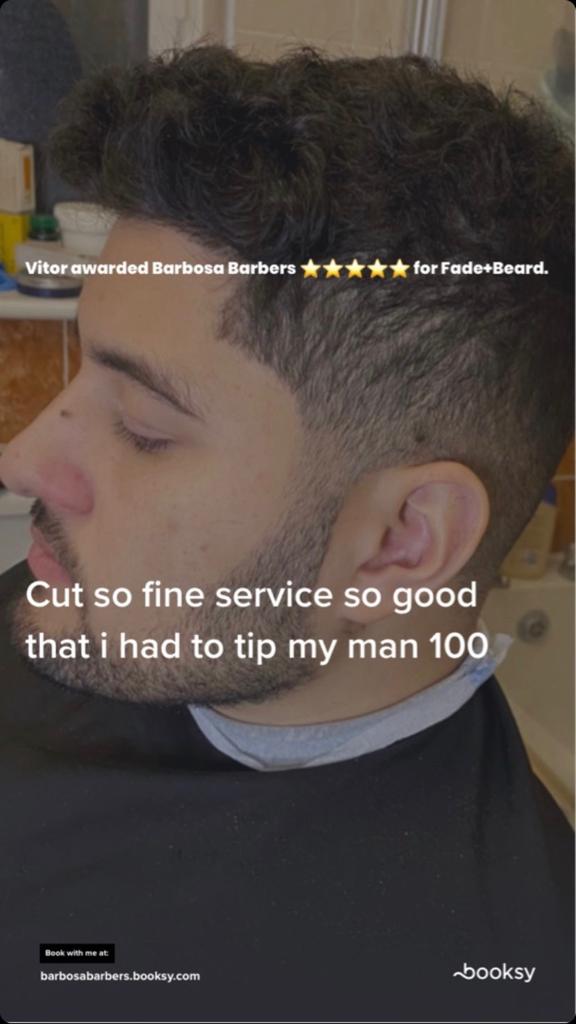 Vitor awarded Barbosa Barbers ⭐⭐⭐⭐⭐ for Fade+Beard.
Cut so fine service so good
that i had to tip my man 100
Book with me at:
barbosabarbers.booksy.com
booksy